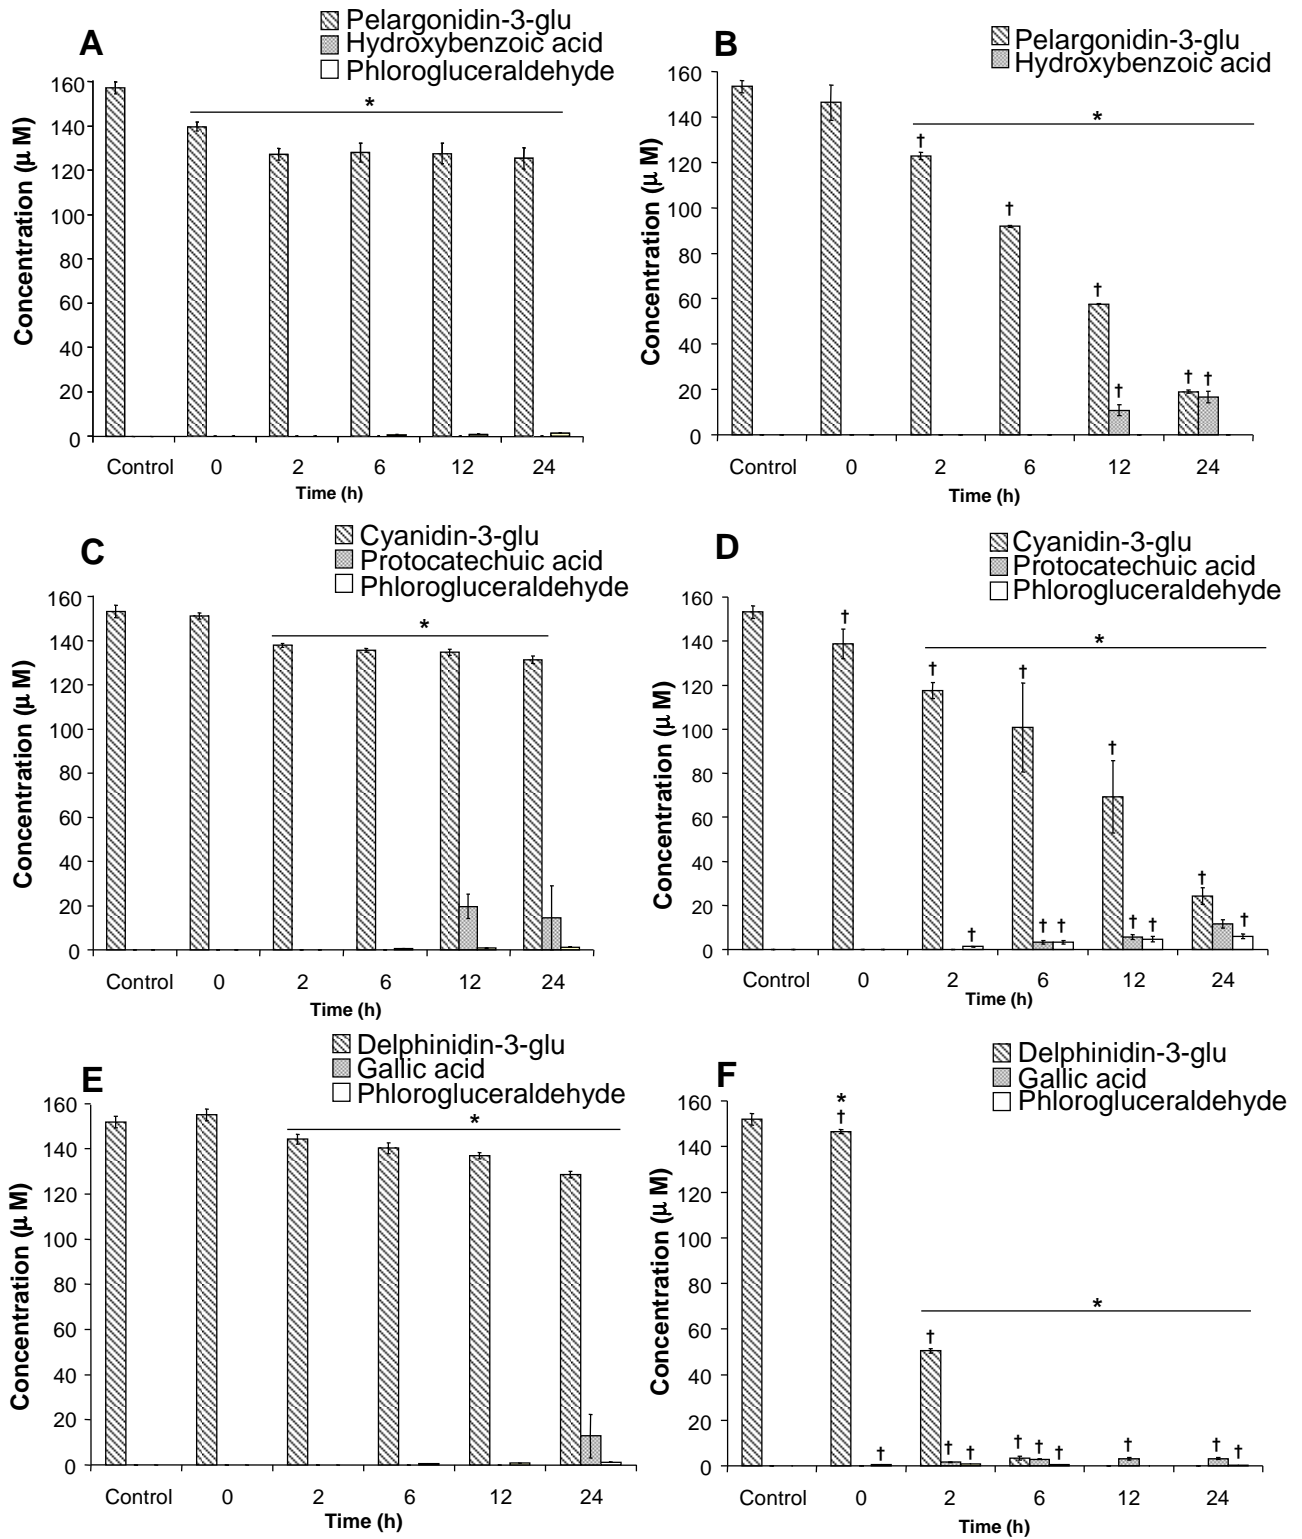 A
Pelargonidin-3-glu
Hydroxybenzoic acid
Phlorogluceraldehyde
Concentration (μ M)
160
140
120
100
80
60
40
20
0
*
Control 0 2 6 12 24
Time (h)
B
Pelargonidin-3-glu
Hydroxybenzoic acid
Concentration (μ M)
160
140
120
100
80
60
40
20
0
*
† † † † † † 
Control 0 2 6 12 24
Time (h)
C
Cyanidin-3-glu
Protocatechuic acid
Phlorogluceraldehyde
Concentration (μ M)
160
140
120
100
80
60
40
20
0
*
Control 0 2 6 12 24
Time (h)
D
Cyanidin-3-glu
Protocatechuic acid
Phlorogluceraldehyde
Concentration (μ M)
160
140
120
100
80
60
40
20
0
*
† † † † † † † † † † †
Control 0 2 6 12 24
Time (h)
E
Delphinidin-3-glu
Gallic acid
Phlorogluceraldehyde
Concentration (μ M)
160
140
120
100
80
60
40
20
0
*
Control 0 2 6 12 24
Time (h)
F
Delphinidin-3-glu
Gallic acid
Phlorogluceraldehyde
Concentration (μ M)
160
140
120
100
80
60
40
20
0
*
†
*
† † † † † † † † † †
Control 0 2 6 12 24
Time (h)